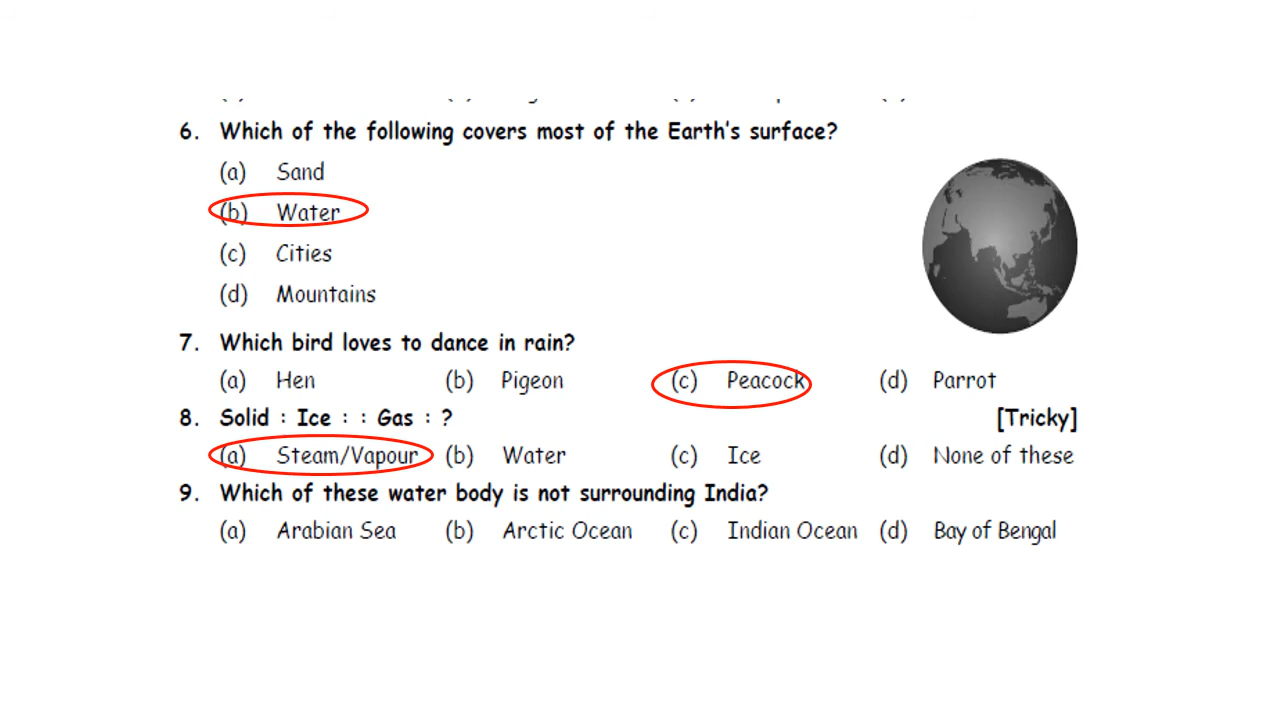 6. Which of the following covers most of the Earth's surface?
(a) Sand
(b) Water
(c) Cities
(d) Mountains
7. Which bird loves to dance in rain?
(a) Hen (b) Pigeon (c) Peacock (d) Parrot
8. Solid : Ice : : Gas : ? [Tricky]
(a) Steam/Vapour (b) Water (c) Ice (d) None of these
9. Which of these water body is not surrounding India?
(a) Arabian Sea (b) Arctic Ocean (c) Indian Ocean (d) Bay of Bengal